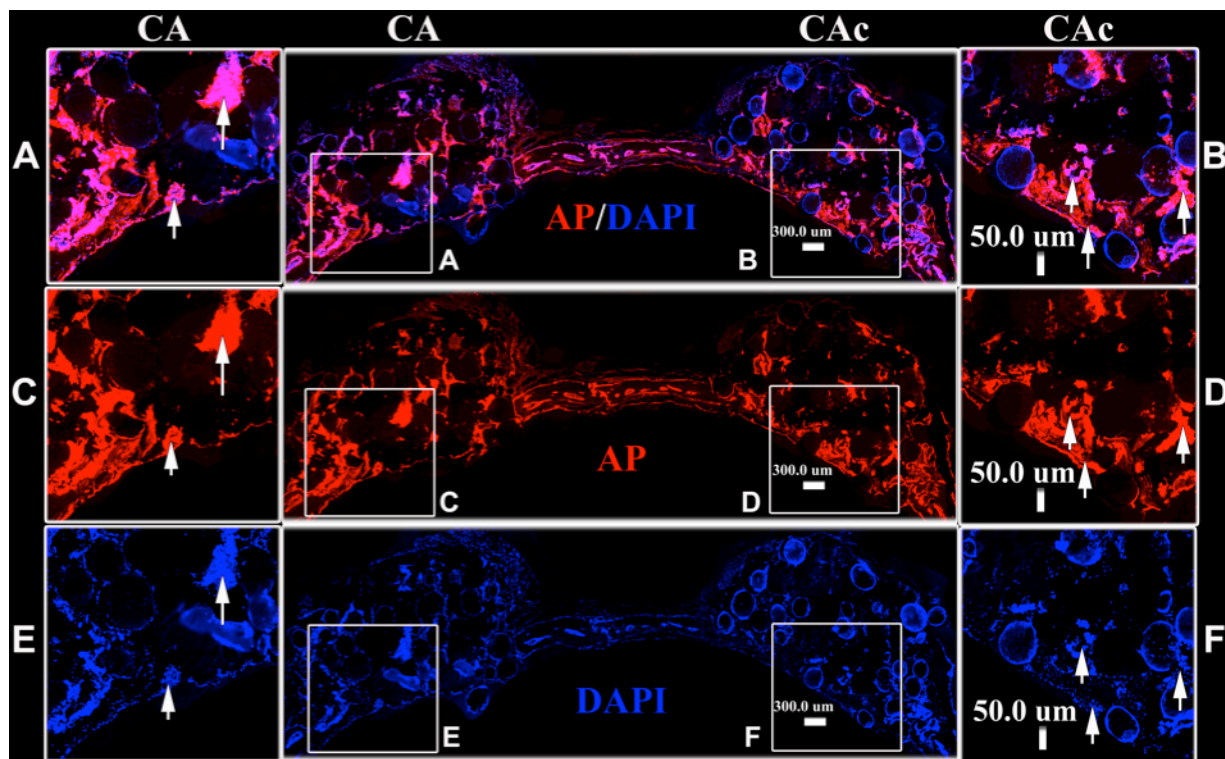 CA CA CAc CAc
A B
AP/DAPI
300.0 um
50.0 um
A B
C D
AP
300.0 um
50.0 um
C D
E F
DAPI
300.0 um
50.0 um
E F